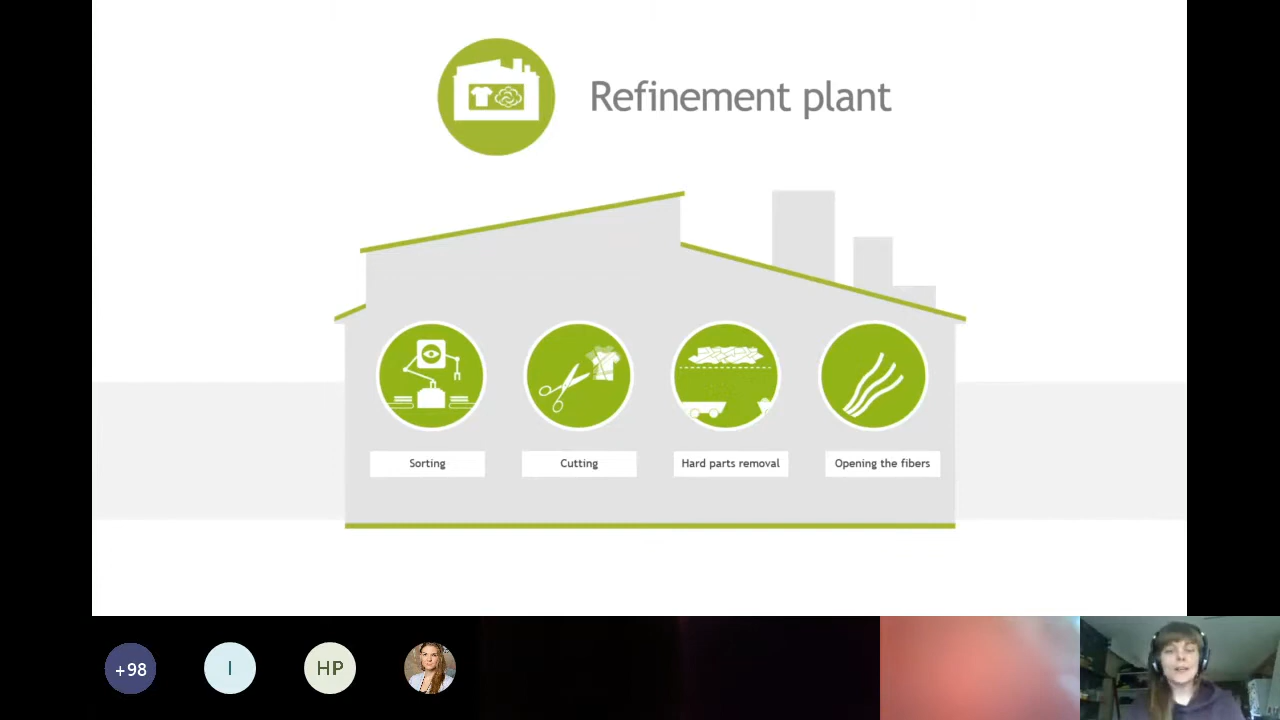 Refinement plant
Sorting
Cutting
Hard parts removal
Opening the fibers
+98
I
HP